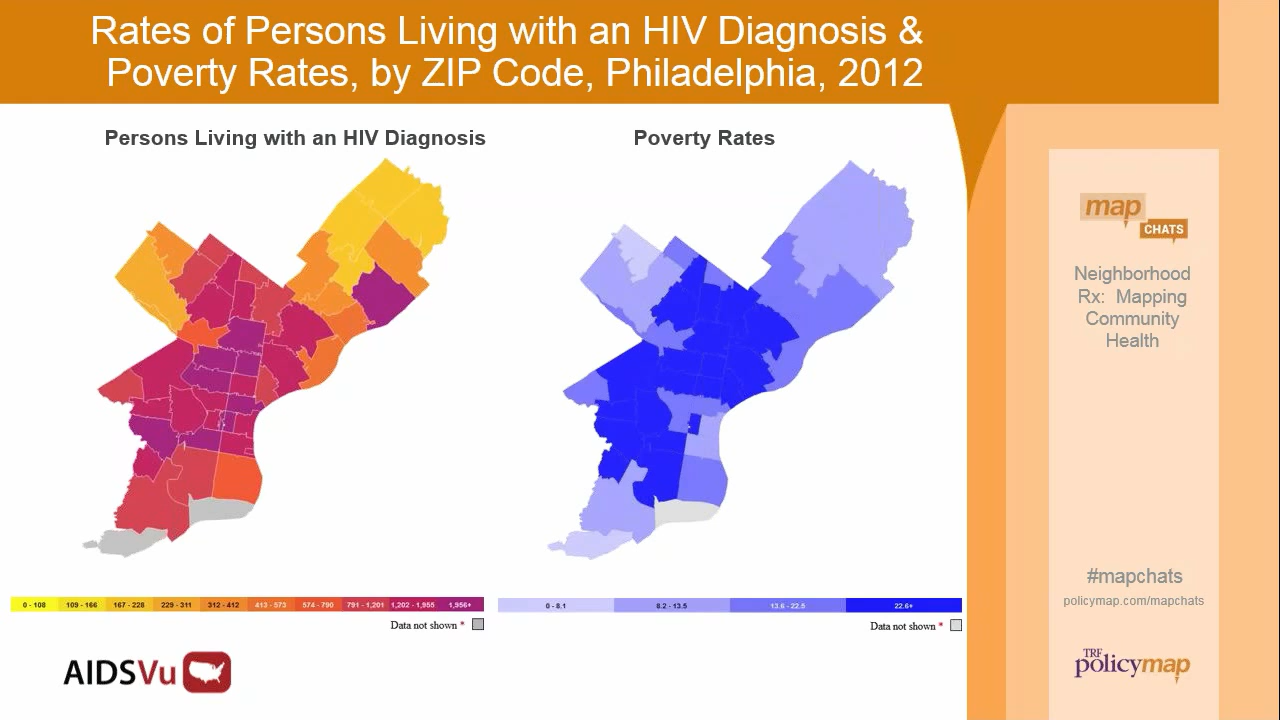 Rates of Persons Living with an HIV Diagnosis &
Poverty Rates, by ZIP Code, Philadelphia, 2012
Persons Living with an HIV Diagnosis
Poverty Rates
0 - 108 109 - 166 167 - 228 229 - 311 312 - 412 413 - 573 574 - 790 791 - 1,201 1,202 - 1,955 1,956+
Data not shown *
0 - 8.1 8.2 - 13.5 13.6 - 22.5 22.6+
Data not shown *
AIDSVu
map
CHATS
Neighborhood
Rx: Mapping
Community
Health
#mapchats
policymap.com/mapchats
TRF
policymap